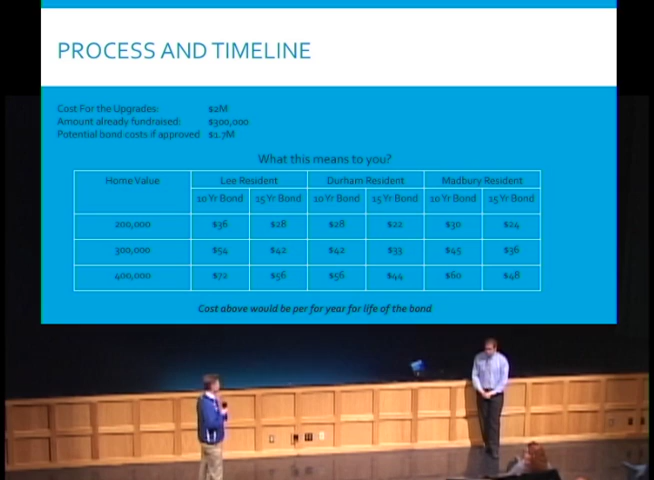 PROCESS AND TIMELINE
Cost For the Upgrades: $2M
Amount already fundraised: $300,000
Potential bond costs if approved $1.7M
What this means to you?
Home Value Lee Resident Durham Resident Madbury Resident
10 Yr Bond 15 Yr Bond 10 Yr Bond 15 Yr Bond 10 Yr Bond 15 Yr Bond
200,000 $36 $28 $28 $22 $30 $24
300,000 $54 $42 $42 $33 $45 $36
400,000 $72 $56 $56 $44 $60 $48
Cost above would be per for year for life of the bond